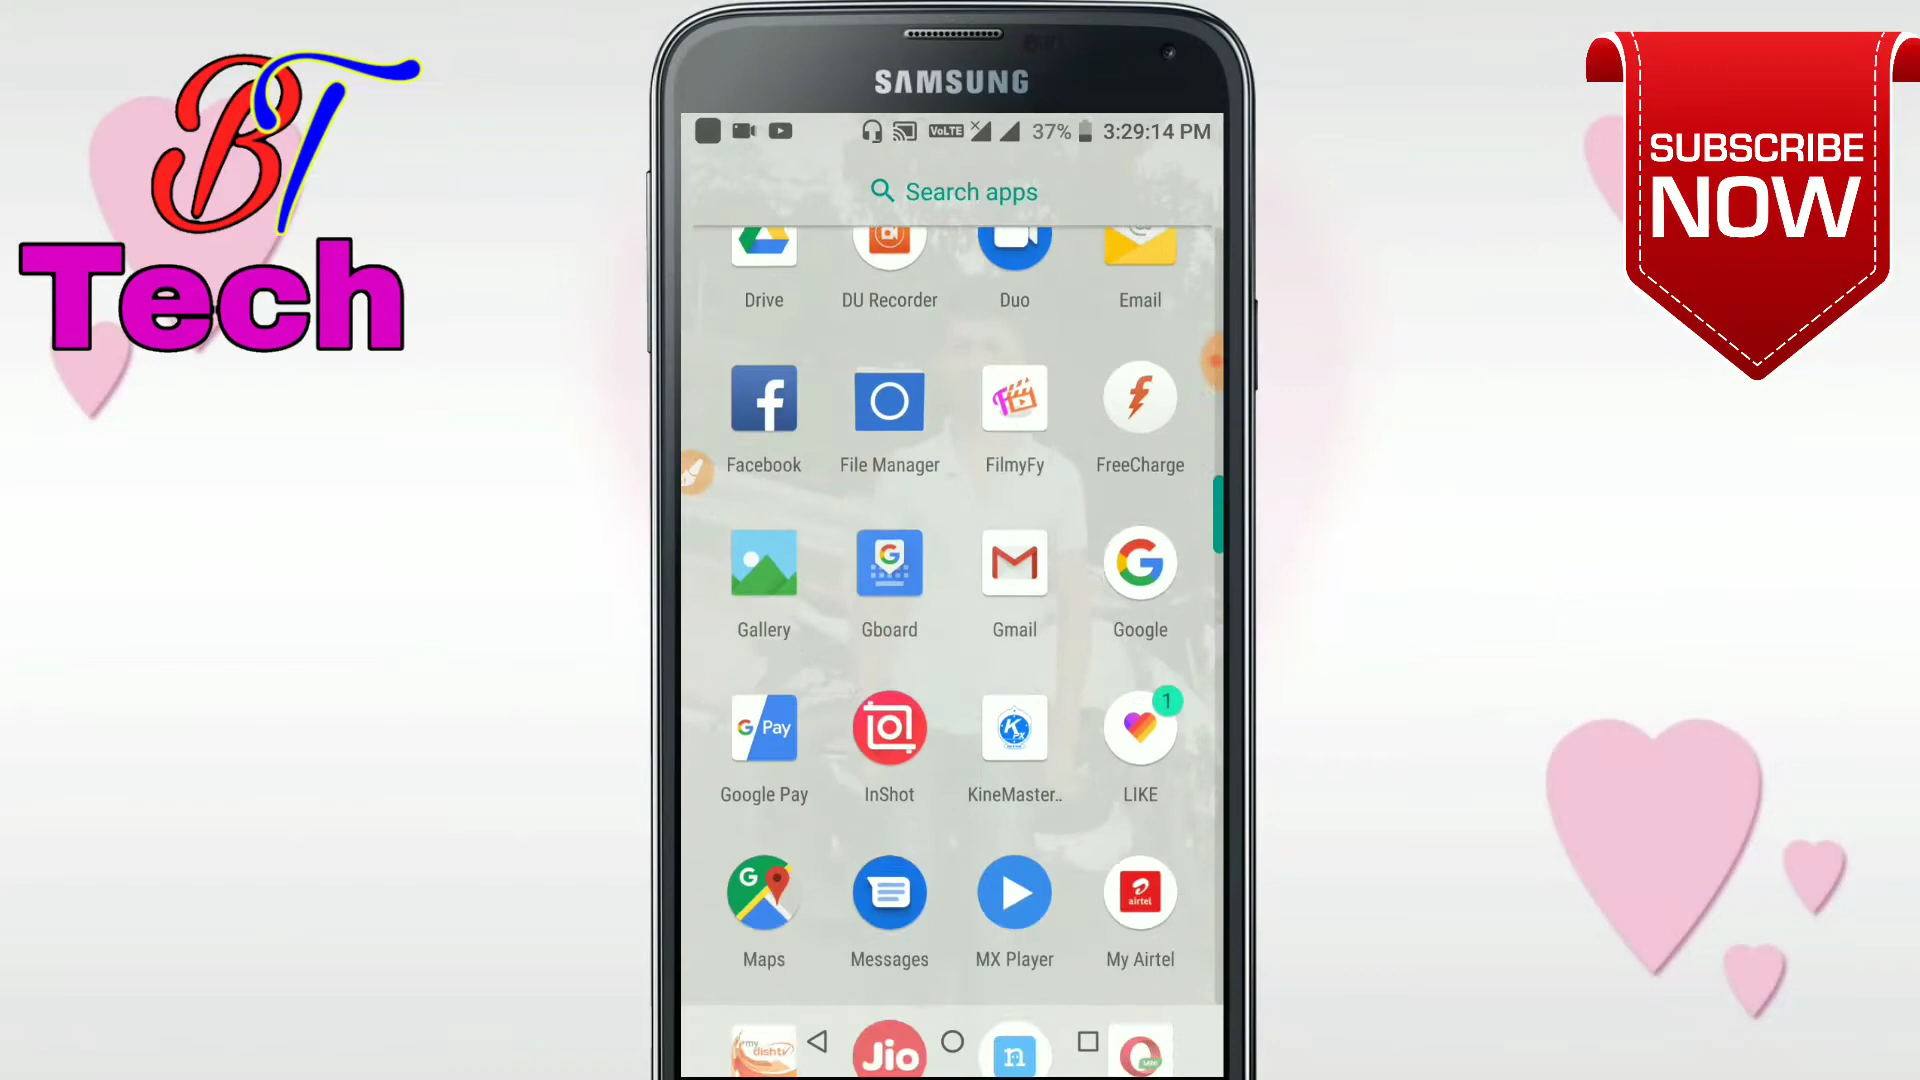 BT
Tech
SUBSCRIBE
NOW
SAMSUNG
VoLTE 37% 3:29:14 PM
Search apps
Drive DU Recorder Duo Email
Facebook File Manager FilmyFy FreeCharge
Gallery Gboard Gmail Google
G Pay
1
Google Pay InShot KineMaster.. LIKE
airtel
Maps Messages MX Player My Airtel
my dishtv Jio n